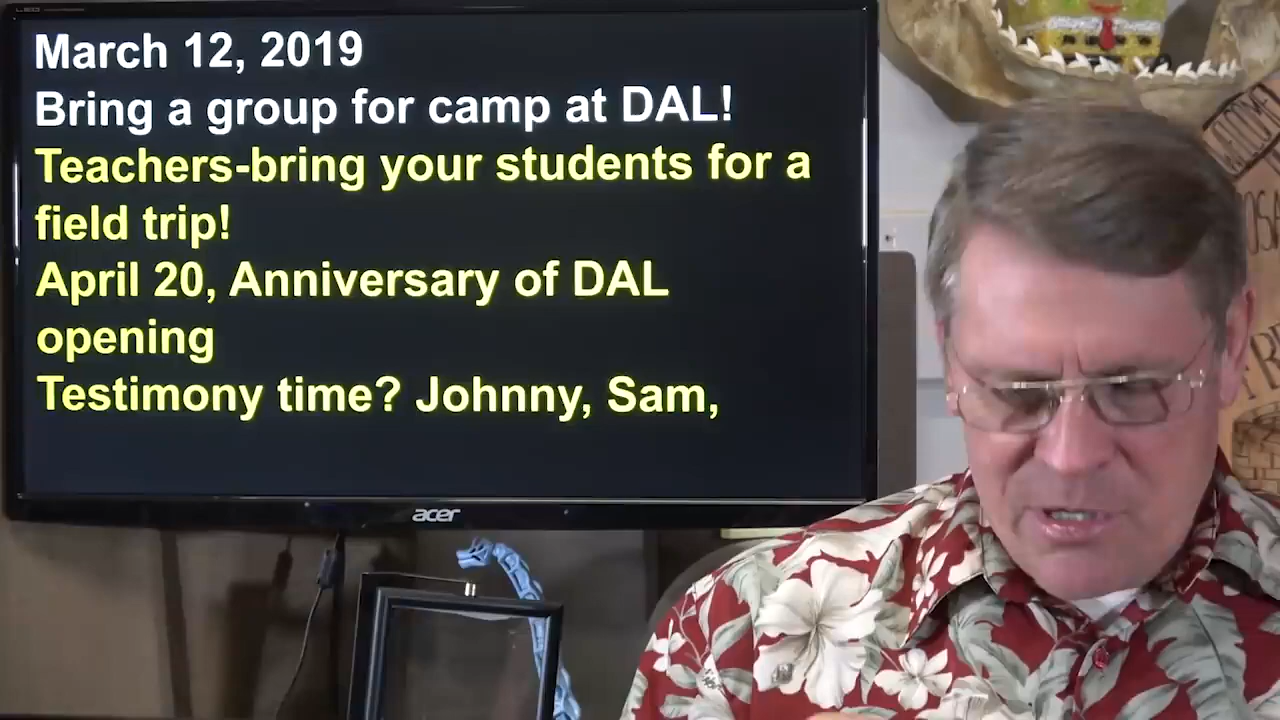 March 12, 2019
Bring a group for camp at DAL!
Teachers-bring your students for a
field trip!
April 20, Anniversary of DAL
opening
Testimony time? Johnny, Sam,
acer
WELCOME